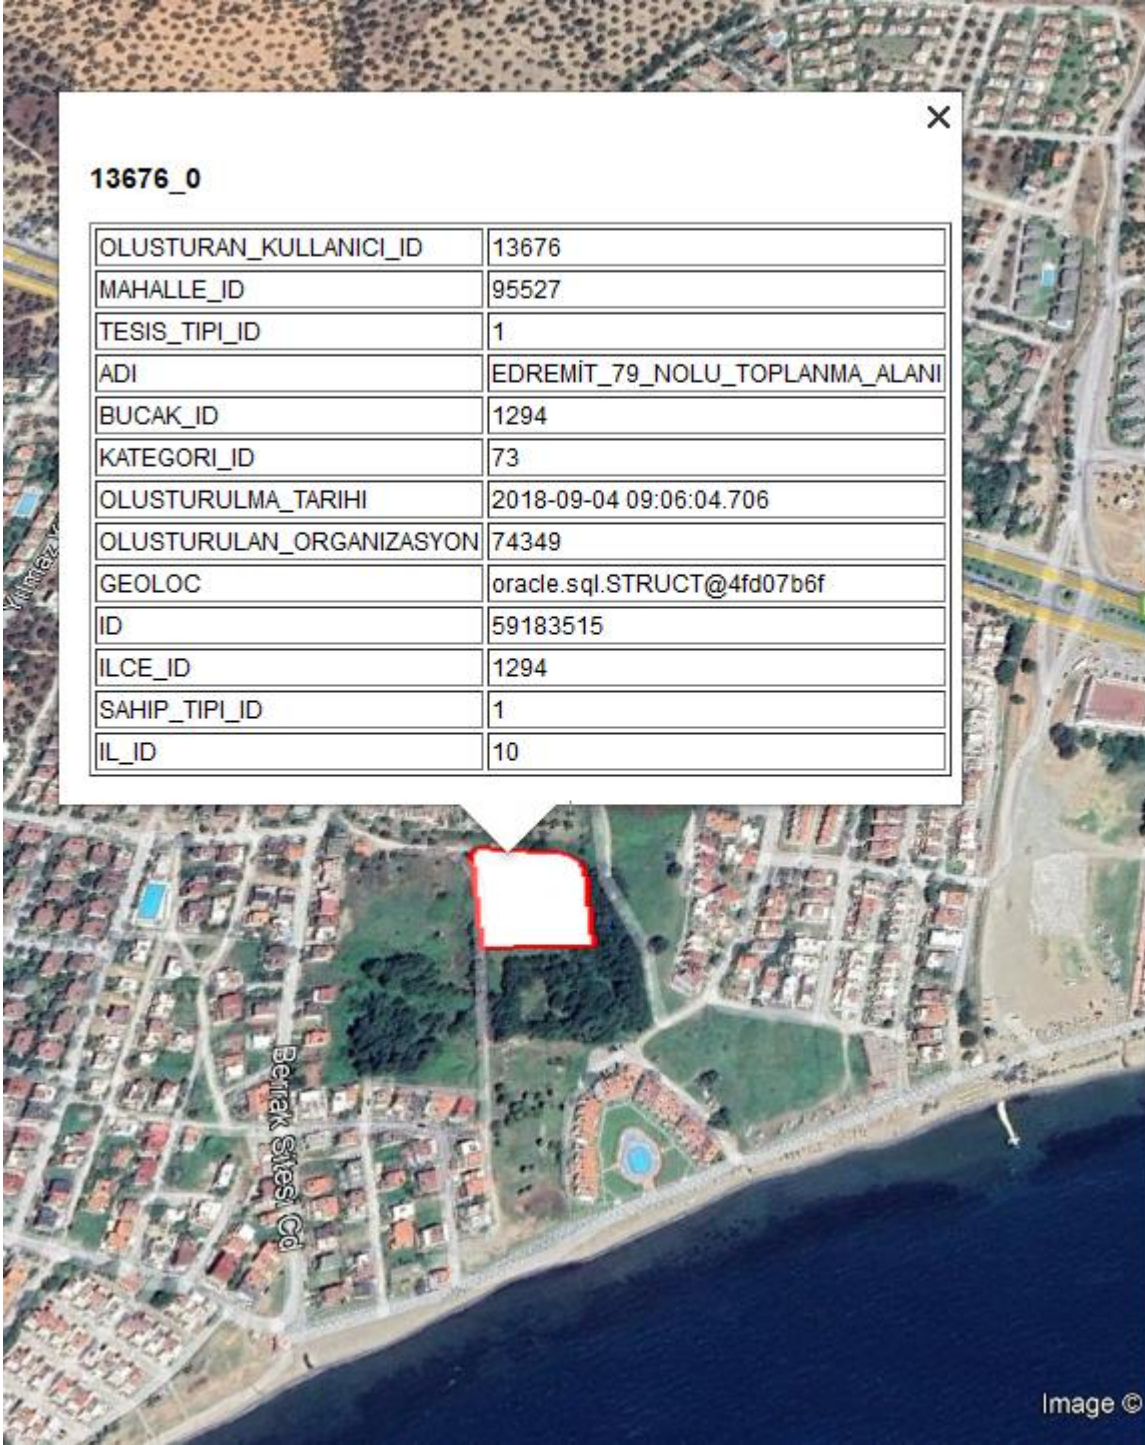 13676_0
OLUSTURAN_KULLANICI_ID 13676
MAHALLE_ID 95527
TESIS_TIPI_ID 1
ADI EDREMİT_79_NOLU_TOPLANMA_ALANI
BUCAK_ID 1294
KATEGORI_ID 73
OLUSTURULMA_TARIHI 2018-09-04 09:06:04.706
OLUSTURULAN_ORGANIZASYON 74349
GEOLOC oracle.sql.STRUCT@4fd07b6f
ID 59183515
ILCE_ID 1294
SAHIP_TIPI_ID 1
IL_ID 10
Yılmaz
Berrak Sitesi Cd
Image ©